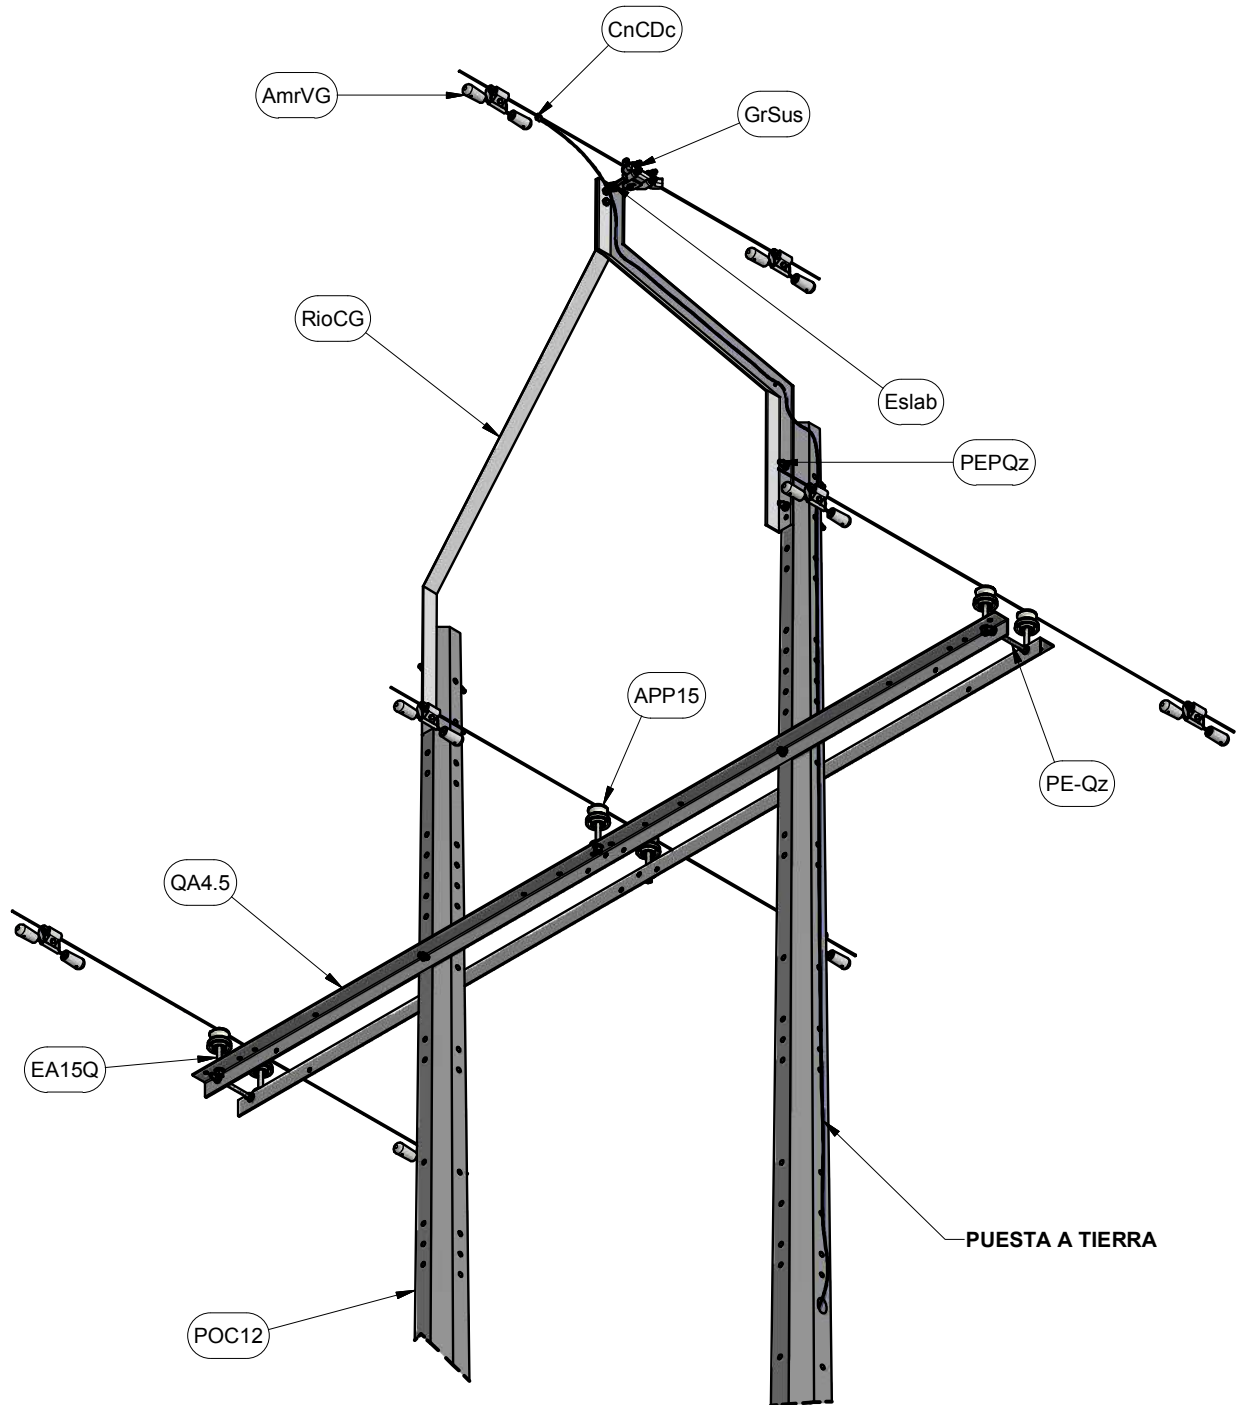 CnCDc
AmrVG
GrSus
RioCG
Eslab
PEPQz
APP15
PE-Qz
QA4.5
EA15Q
PUESTA A TIERRA
POC12